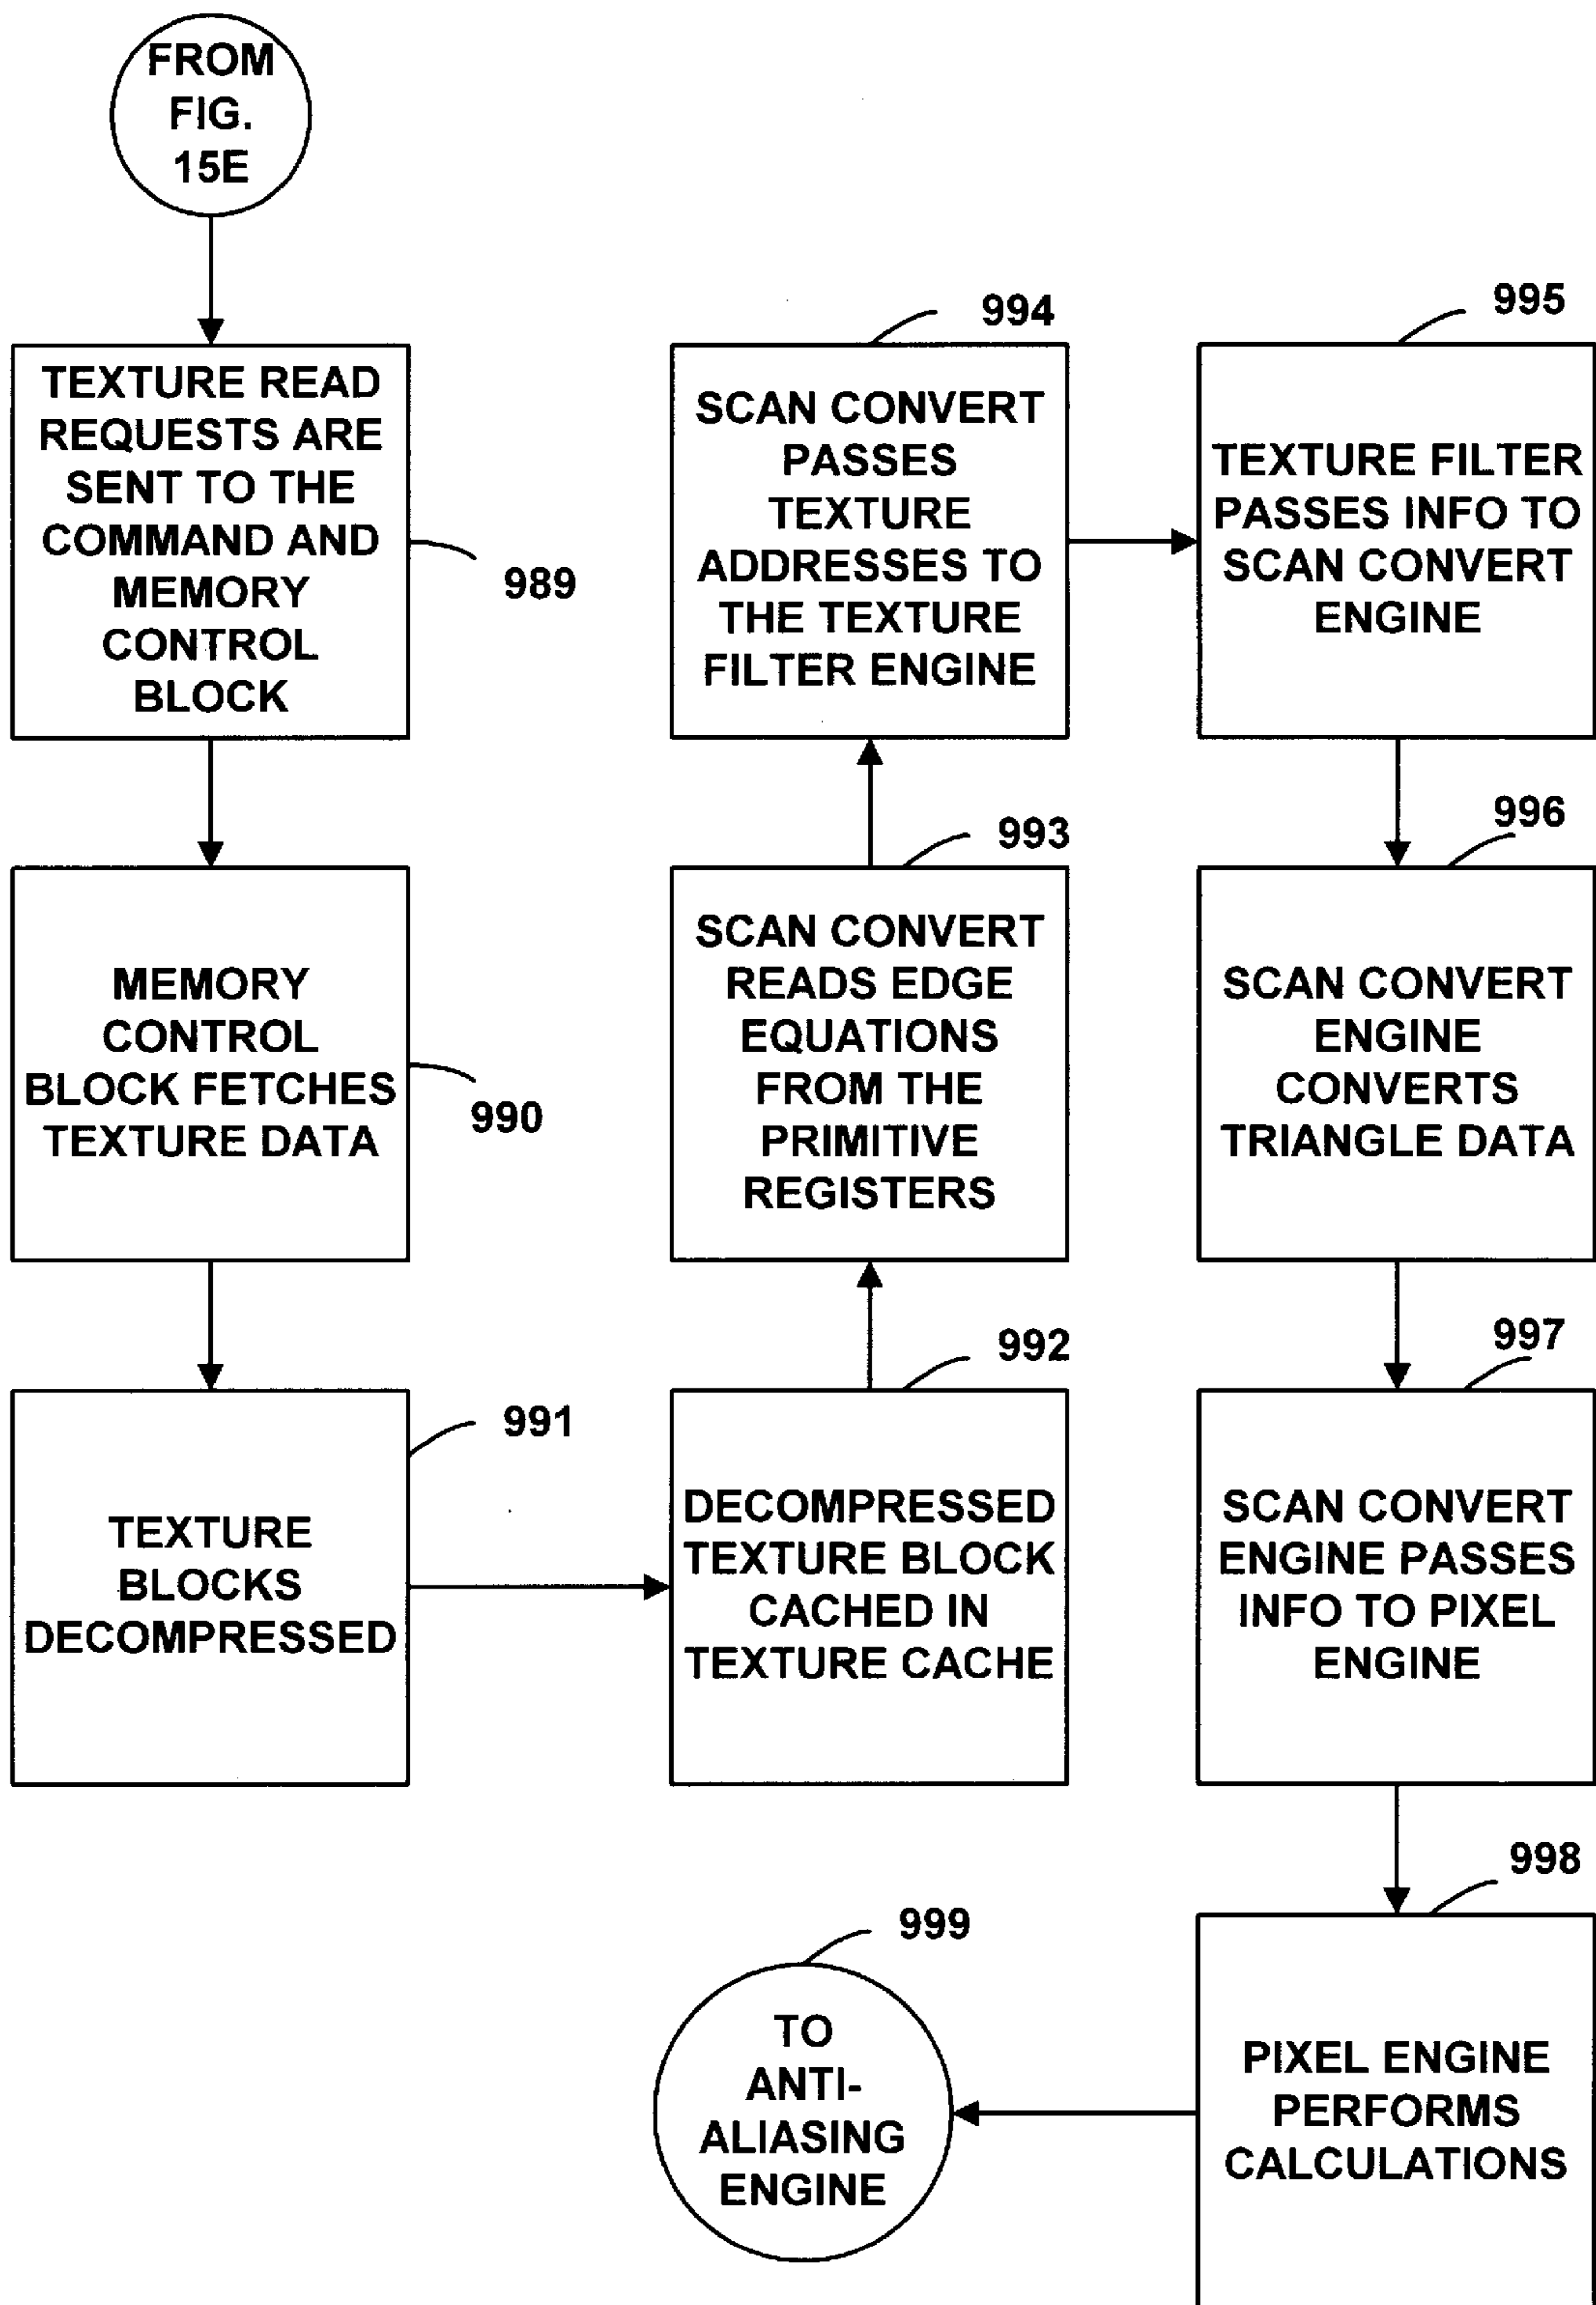 FROM
FIG.
15E
TEXTURE READ
REQUESTS ARE
SENT TO THE
COMMAND AND
MEMORY
CONTROL
BLOCK
989
MEMORY
CONTROL
BLOCK FETCHES
TEXTURE DATA
990
TEXTURE
BLOCKS
DECOMPRESSED
991
DECOMPRESSED
TEXTURE BLOCK
CACHED IN
TEXTURE CACHE
992
SCAN CONVERT
READS EDGE
EQUATIONS
FROM THE
PRIMITIVE
REGISTERS
993
SCAN CONVERT
PASSES
TEXTURE
ADDRESSES TO
THE TEXTURE
FILTER ENGINE
994
TEXTURE FILTER
PASSES INFO TO
SCAN CONVERT
ENGINE
995
SCAN CONVERT
ENGINE
CONVERTS
TRIANGLE DATA
996
SCAN CONVERT
ENGINE PASSES
INFO TO PIXEL
ENGINE
997
PIXEL ENGINE
PERFORMS
CALCULATIONS
998
TO
ANTI-
ALIASING
ENGINE
999